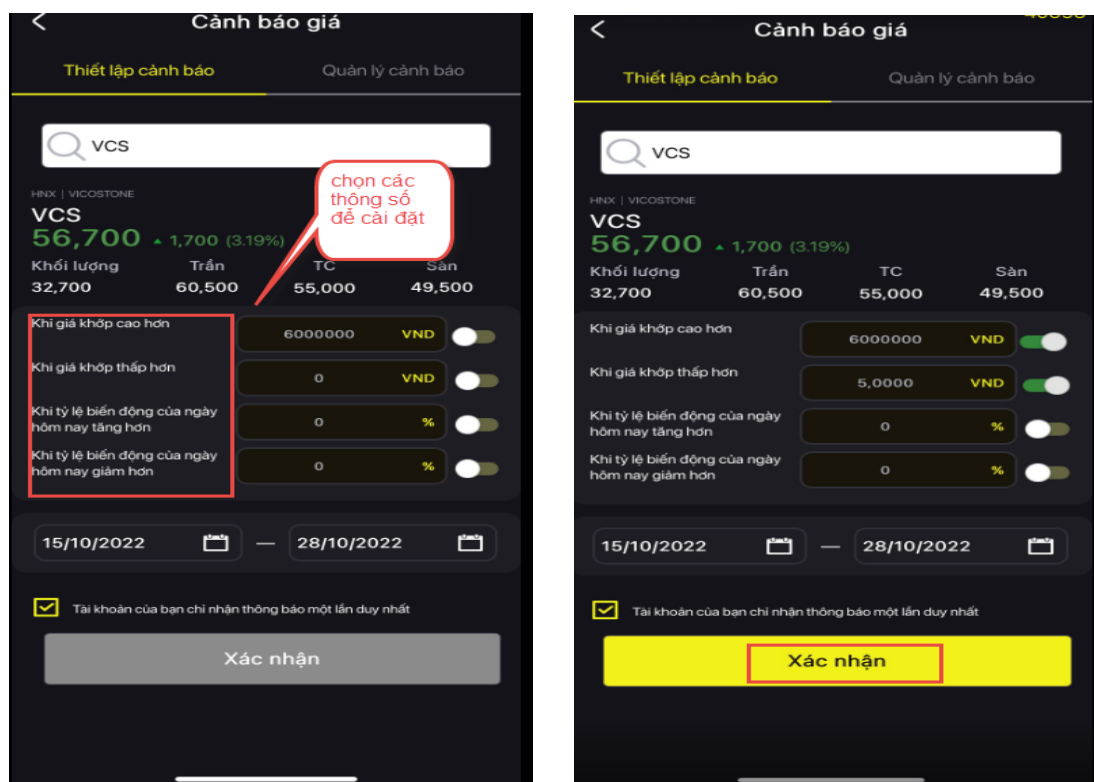 Cảnh báo giá
Thiết lập cảnh báo Quản lý cảnh báo
VCS
HNX | VICOSTONE
VCS
56,700 1,700 (3.19%)
chọn các
thông số
để cài đặt
Khối lượng Trần TC Sàn
32,700 60,500 55,000 49,500
Khi giá khớp cao hơn 6000000 VND
Khi giá khớp thấp hơn 0 VND
Khi tỷ lệ biến động của ngày
hôm nay tăng hơn 0 %
Khi tỷ lệ biến động của ngày
hôm nay giảm hơn 0 %
15/10/2022 — 28/10/2022
Tài khoản của bạn chỉ nhận thông báo một lần duy nhất
Xác nhận
Cảnh báo giá
Thiết lập cảnh báo Quản lý cảnh báo
VCS
HNX | VICOSTONE
VCS
56,700 1,700 (3.19%)
Khối lượng Trần TC Sàn
32,700 60,500 55,000 49,500
Khi giá khớp cao hơn 6000000 VND
Khi giá khớp thấp hơn 5,0000 VND
Khi tỷ lệ biến động của ngày
hôm nay tăng hơn 0 %
Khi tỷ lệ biến động của ngày
hôm nay giảm hơn 0 %
15/10/2022 — 28/10/2022
Tài khoản của bạn chỉ nhận thông báo một lần duy nhất
Xác nhận